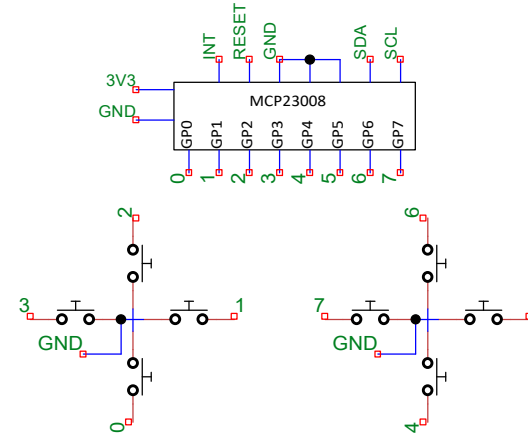 INT RESET GND SDA SCL
3V3
MCP23008
GND
GP0 GP1 GP2 GP3 GP4 GP5 GP6 GP7
0 1 2 3 4 5 6 7
2 6
3 1 7
GND GND
0 4